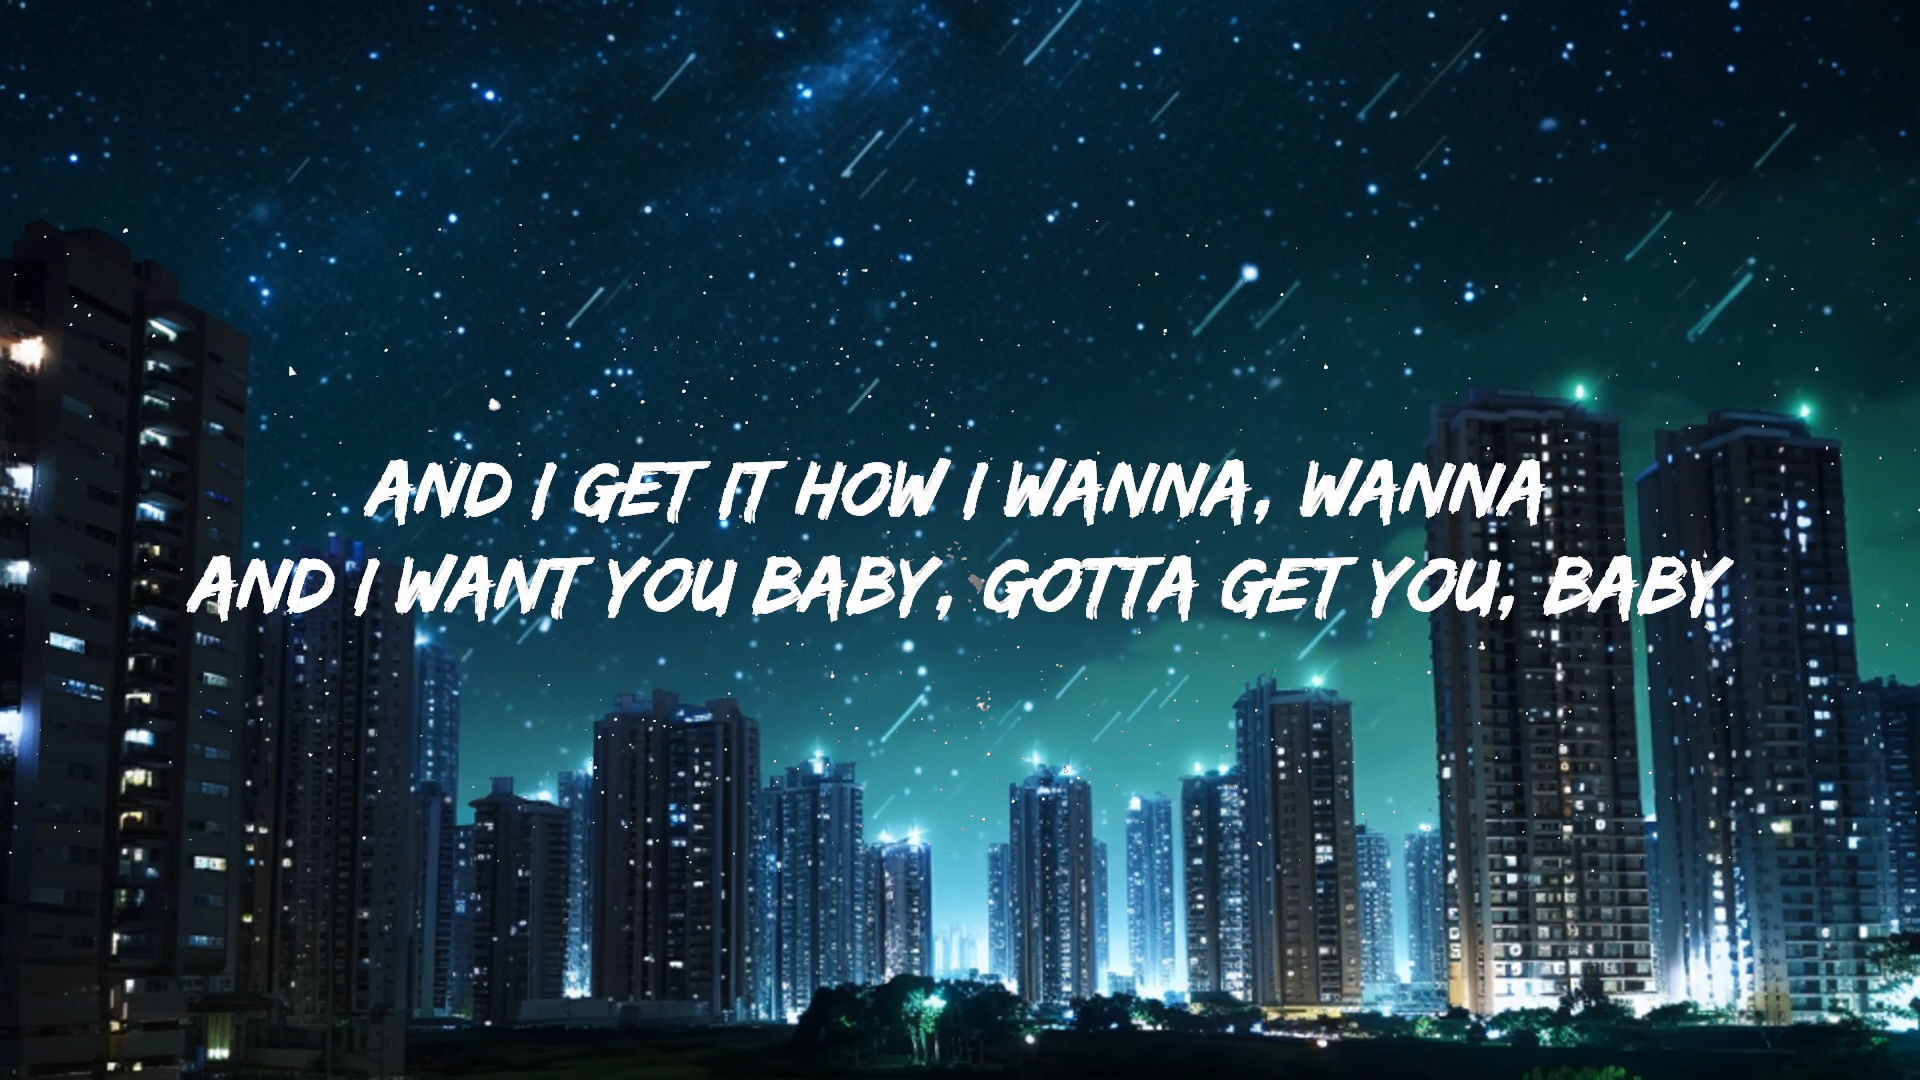 AND I GET IT HOW I WANNA, WANNA
AND I WANT YOU BABY, GOTTA GET YOU, BABY